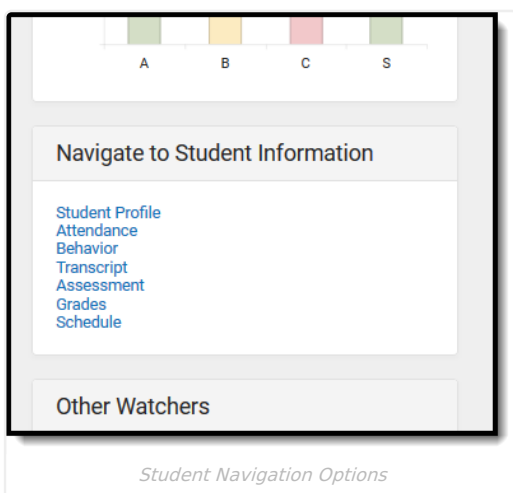 A B C S
Navigate to Student Information
Student Profile
Attendance
Behavior
Transcript
Assessment
Grades
Schedule
Other Watchers
Student Navigation Options